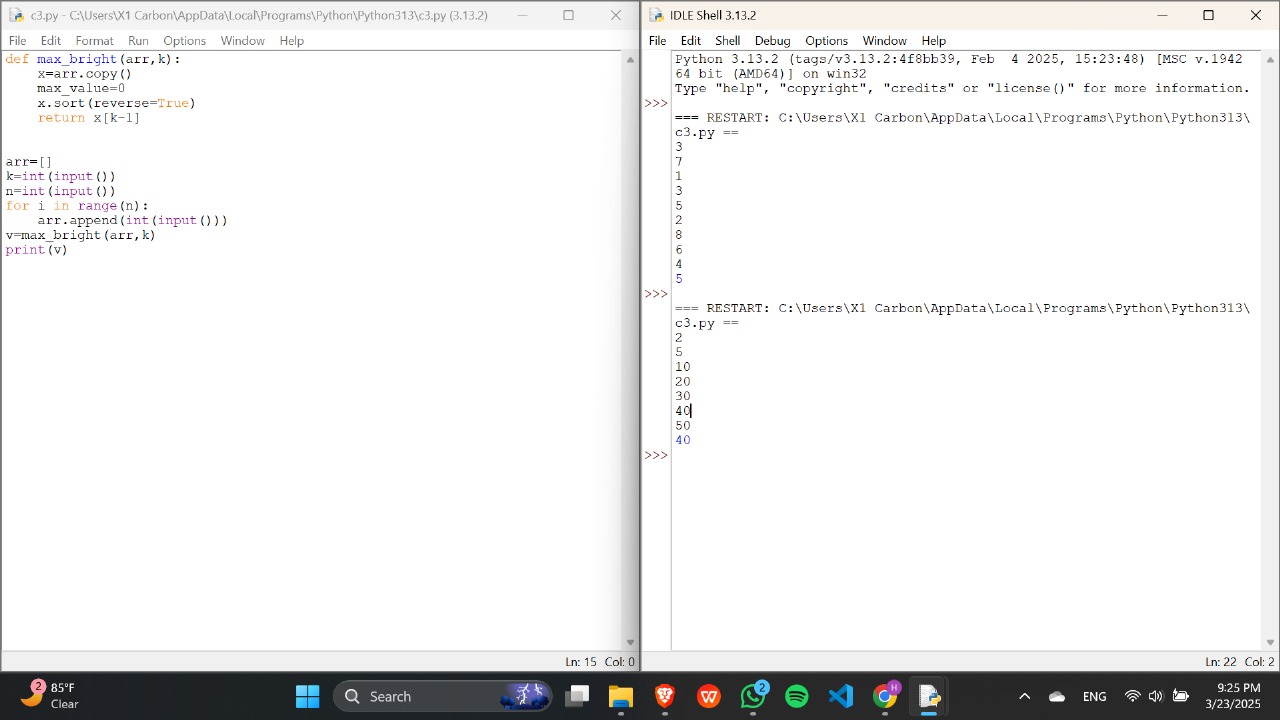 c3.py - C:\Users\X1 Carbon\AppData\Local\Programs\Python\Python313\c3.py (3.13.2)
File Edit Format Run Options Window Help
def max_bright(arr,k):
    x=arr.copy()
    max_value=0
    x.sort(reverse=True)
    return x[k-1]
arr=[]
k=int(input())
n=int(input())
for i in range(n):
    arr.append(int(input()))
v=max_bright(arr,k)
print(v)
Ln: 15 Col: 0
IDLE Shell 3.13.2
File Edit Shell Debug Options Window Help
Python 3.13.2 (tags/v3.13.2:4f8bb39, Feb  4 2025, 15:23:48) [MSC v.1942
64 bit (AMD64)] on win32
Type "help", "copyright", "credits" or "license()" for more information.
>>>
=== RESTART: C:\Users\X1 Carbon\AppData\Local\Programs\Python\Python313\
c3.py ==
3
7
1
3
5
2
8
6
4
5
>>>
=== RESTART: C:\Users\X1 Carbon\AppData\Local\Programs\Python\Python313\
c3.py ==
2
5
10
20
30
40
50
40
>>>
Ln: 22 Col: 2
2
85°F
Clear
Search
W
2
H
ENG
9:25 PM
3/23/2025